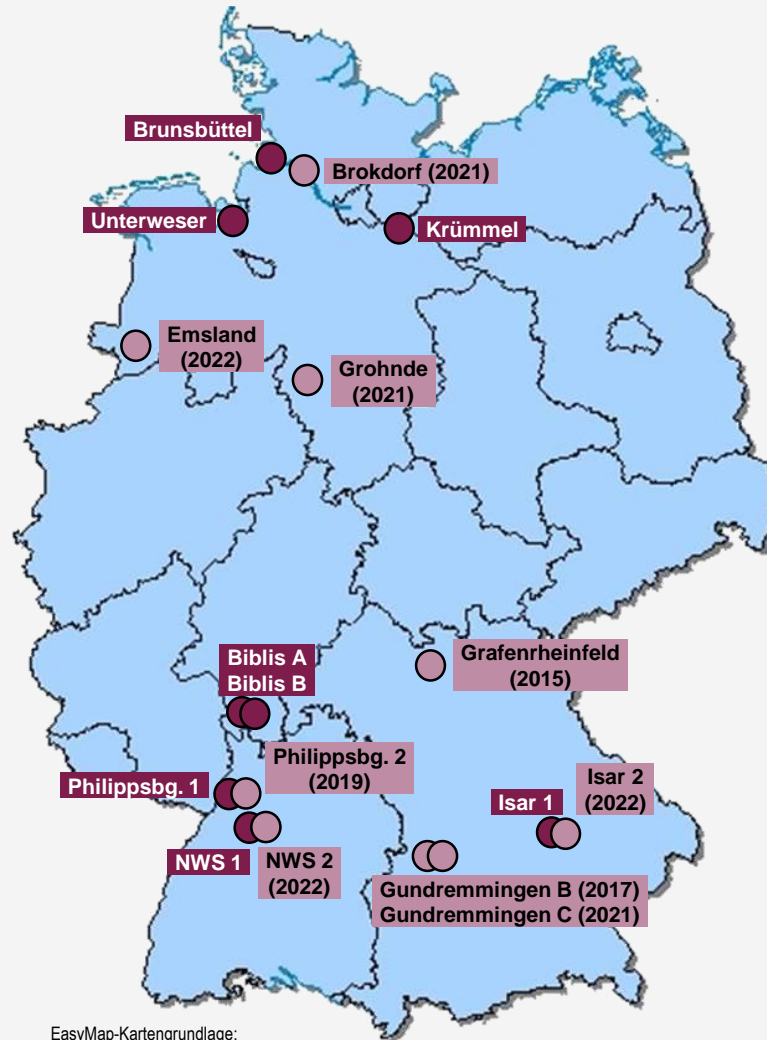 Brunsbüttel
Brokdorf (2021)
Unterweser
Krümmel
Emsland
(2022)
Grohnde
(2021)
Biblis A
Biblis B
Grafenrheinfeld
(2015)
Philippsbg. 2
(2019)
Philippsbg. 1
Isar 2
(2022)
Isar 1
NWS 1
NWS 2
(2022)
Gundremmingen B (2017)
Gundremmingen C (2021)
EasyMap-Kartengrundlage: